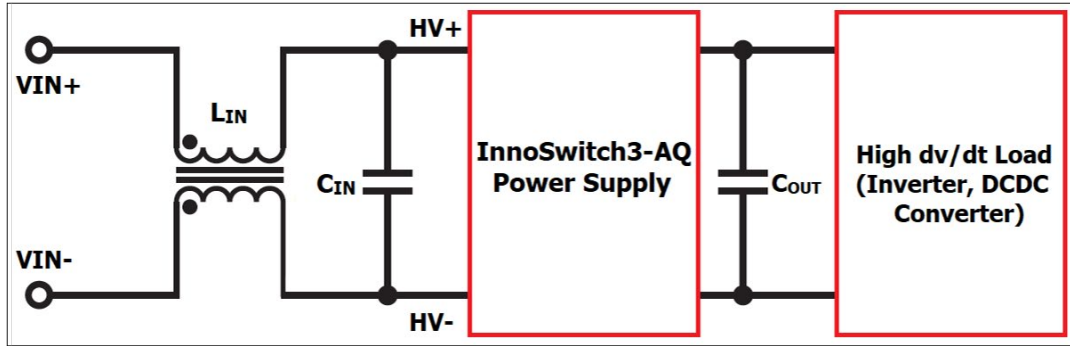 HV+
VIN+
LIN
CIN
InnoSwitch3-AQ
Power Supply
COUT
High dv/dt Load
(Inverter, DCDC
Converter)
VIN-
HV-